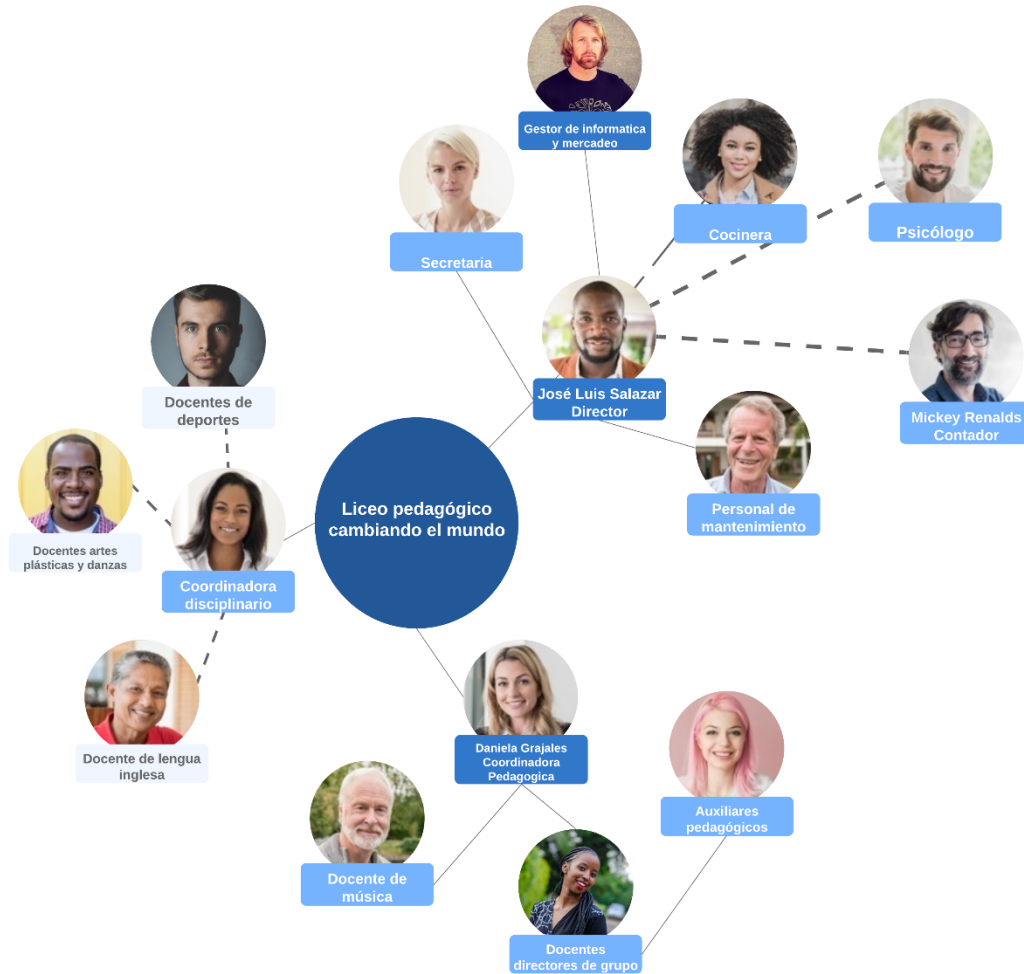 Gestor de informatica
y mercadeo
Cocinera
Psicólogo
Secretaria
José Luis Salazar
Director
Mickey Renalds
Contador
Personal de
mantenimiento
Docentes de
deportes
Docentes artes
plásticas y danzas
Coordinadora
disciplinario
Docente de lengua
inglesa
Liceo pedagógico
cambiando el mundo
Daniela Grajales
Coordinadora
Pedagogica
Docente de
música
Auxiliares
pedagógicos
Docentes
directores de grupo